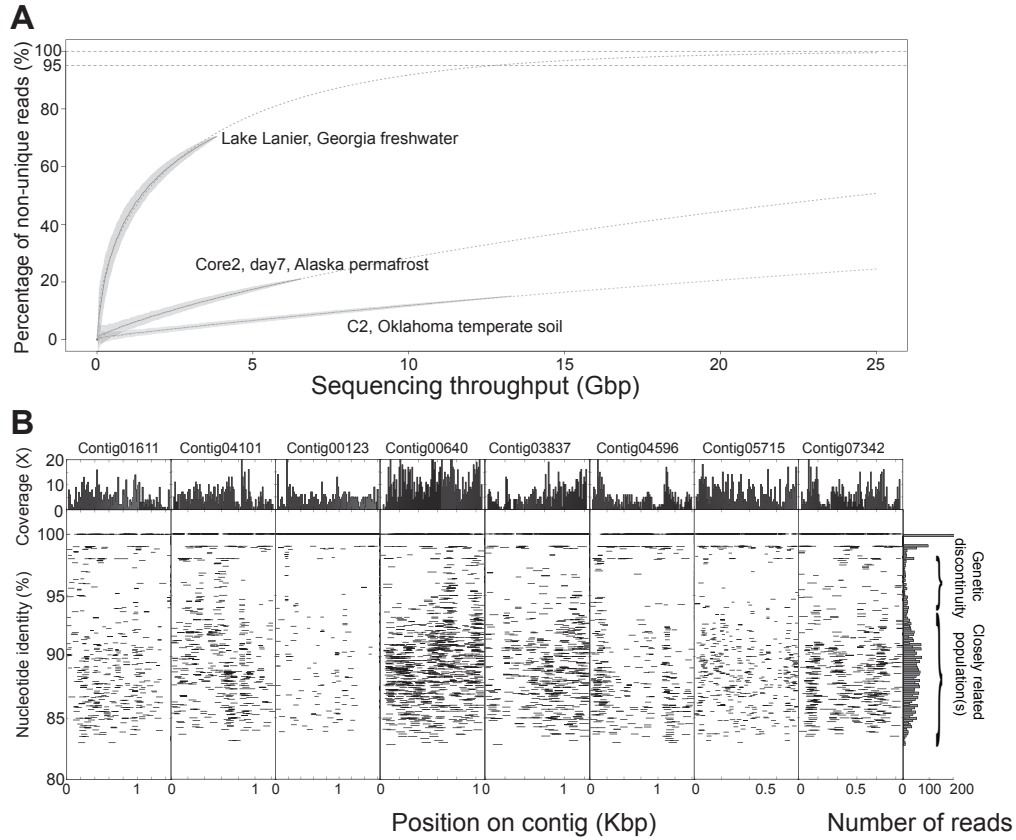 A
Percentage of non-unique reads (%)
100
95
80
60
40
20
0
Lake Lanier, Georgia freshwater
Core2, day7, Alaska permafrost
C2, Oklahoma temperate soil
0 5 10 15 20 25
Sequencing throughput (Gbp)
B
Contig01611 Contig04101 Contig00123 Contig00640 Contig03837 Contig04596 Contig05715 Contig07342
Coverage (X)
20
10
0
Nucleotide identity (%)
100
95
90
85
80
Genetic
discontinuity
Closely related
population(s)
0 1 0 1 0 1 0 1 0 1 0 1 0 0.5 0 0.5 0 100 200
Position on contig (Kbp)
Number of reads